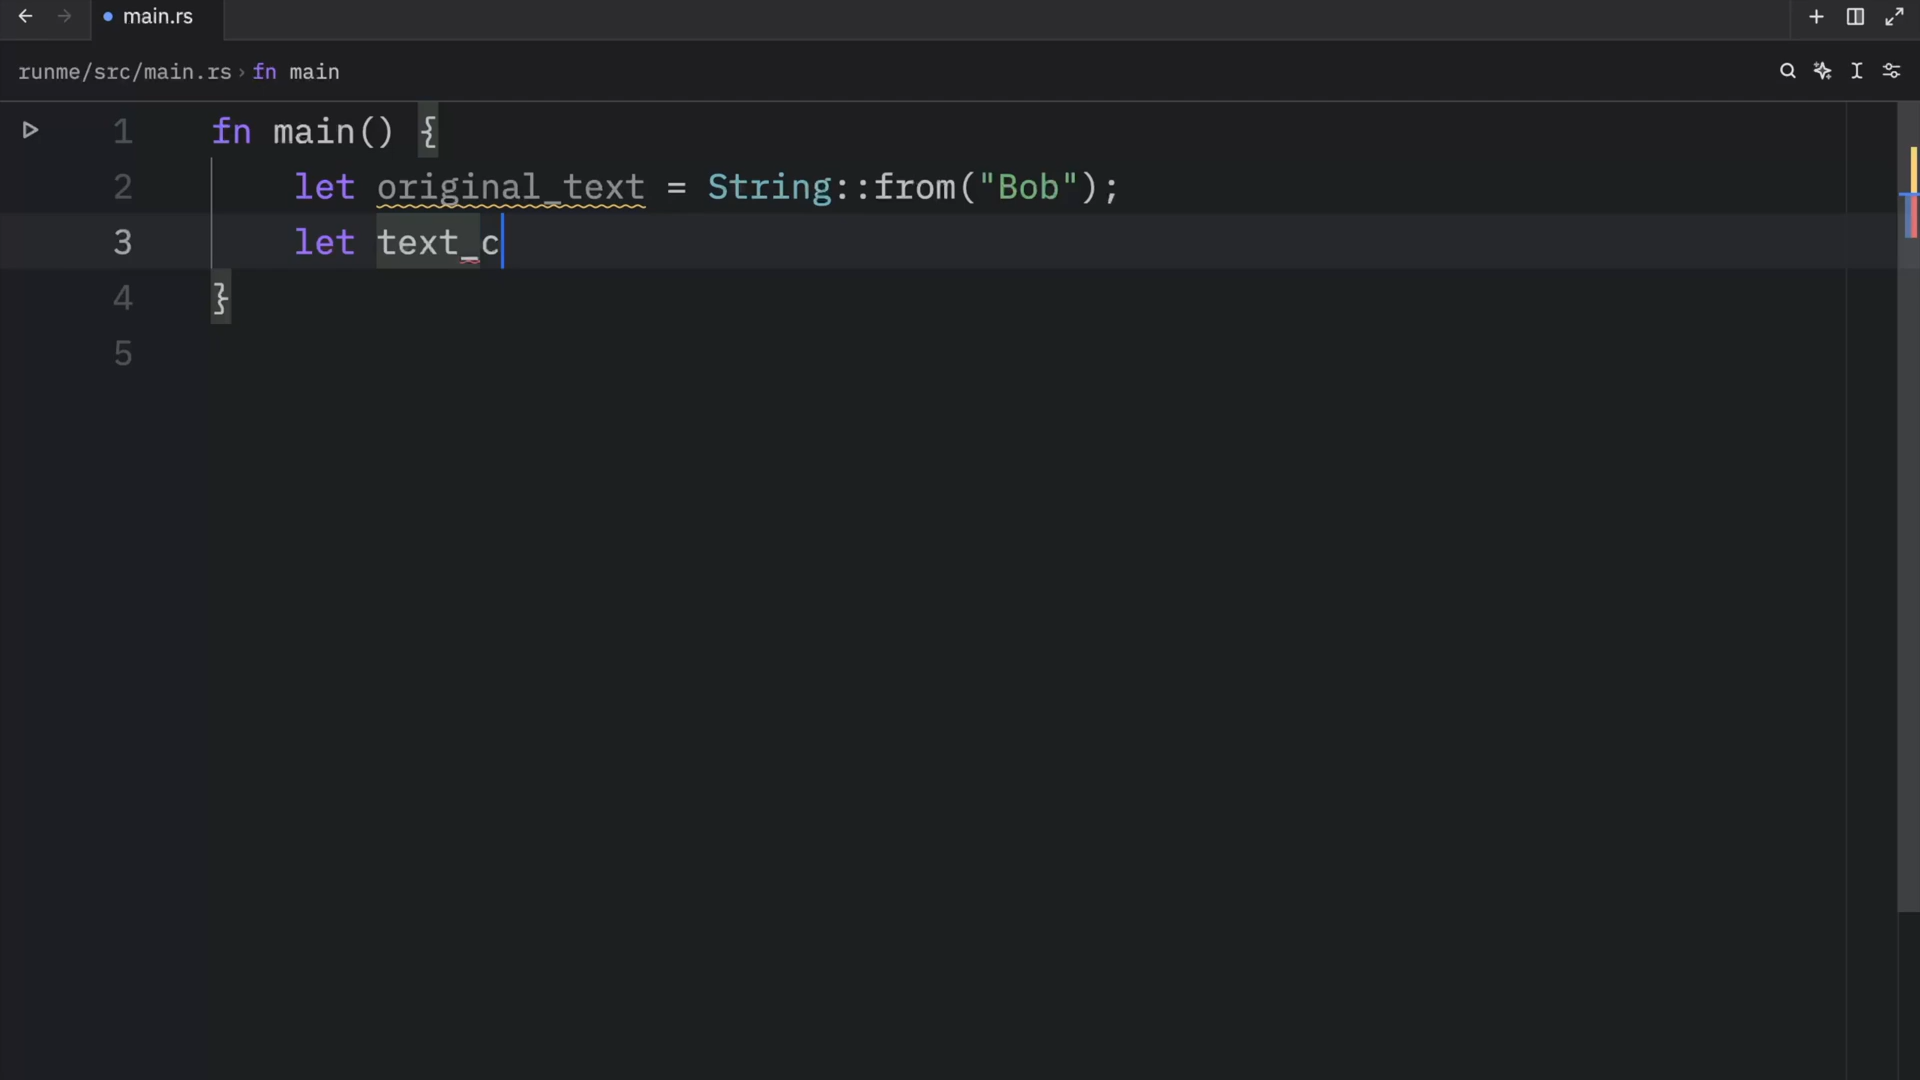 main.rs
runme/src/main.rs › fn main
1 fn main() {
2     let original_text = String::from("Bob");
3     let text_c
4 }
5